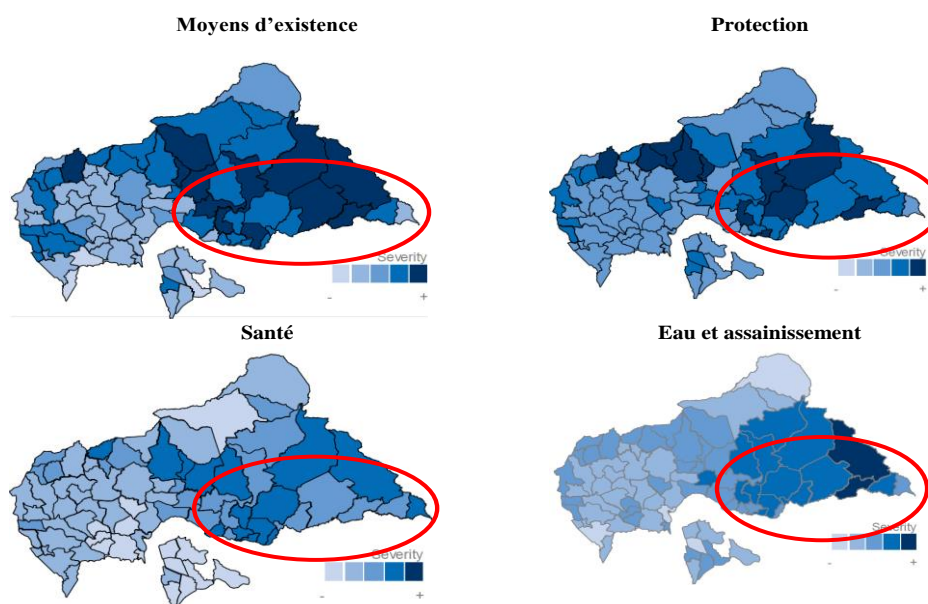 Moyens d'existence
Protection
Severity
- +
Severity
- +
Santé
Eau et assainissement
Severity
- +
Severity
- +